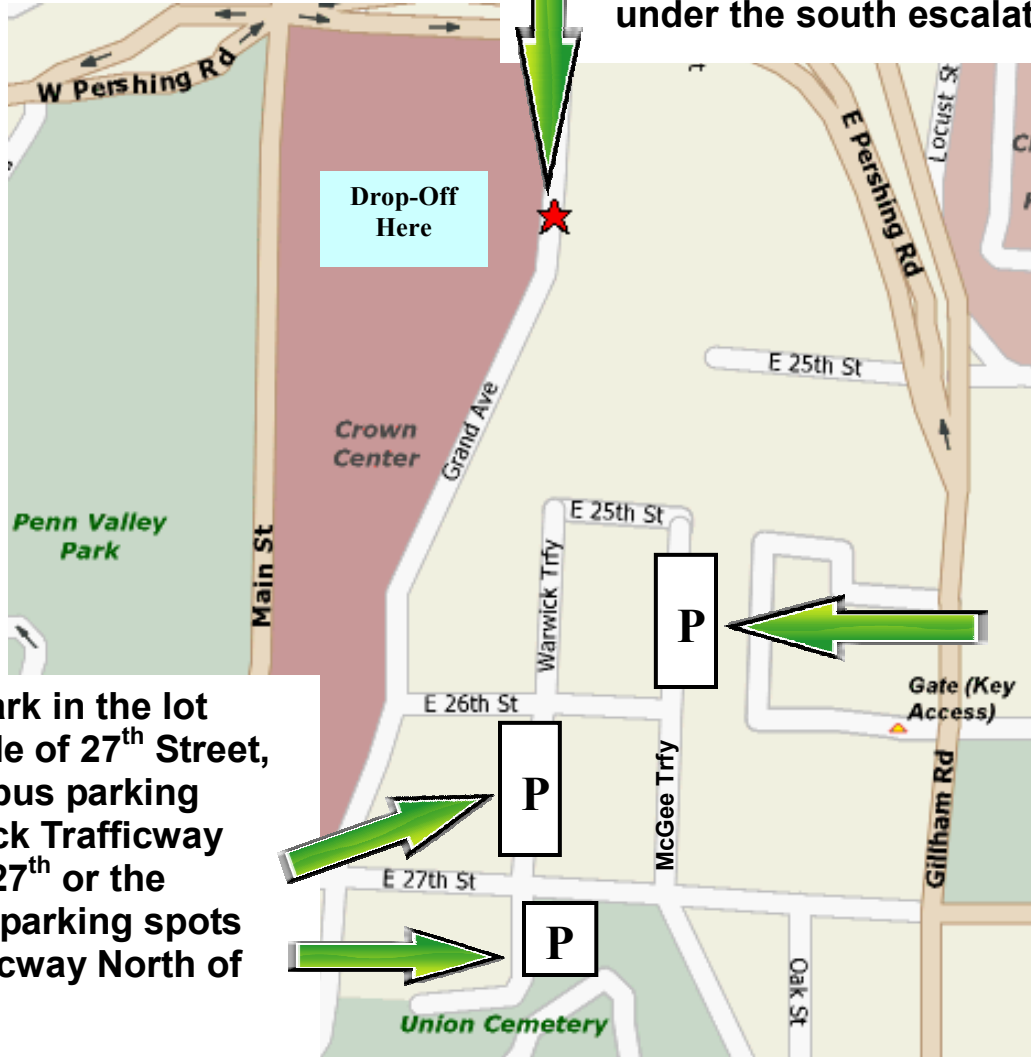 under the south escalat
W Pershing Rd
Locust St
E Pershing Rd
Drop-Off
Here
E 25th St
Crown
Center
Grand Ave
Penn Valley
Park
Main St
E 25th St
Warwick Trfy
P
Gate (Key
Access)
E 26th St
ark in the lot
le of 27th Street,
bus parking
ck Trafficway
27th or the
parking spots
icway North of
P
McGee Trfy
Gillham Rd
E 27th St
P
Oak St
Union Cemetery